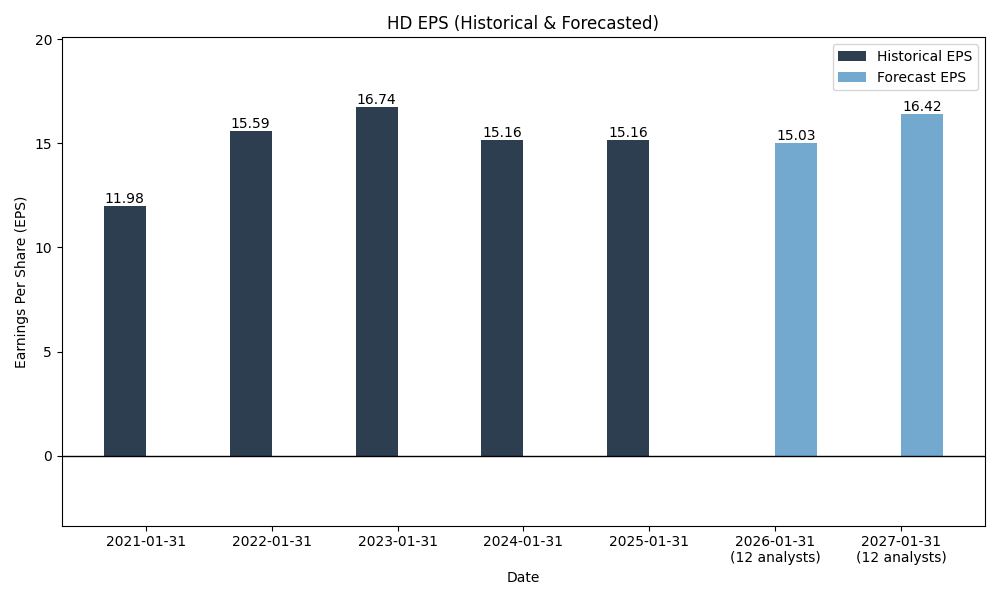 HD EPS (Historical & Forecasted)
Historical EPS
Forecast EPS
Earnings Per Share (EPS)
20
15
10
5
0
11.98
15.59
16.74
15.16
15.16
15.03
16.42
2021-01-31
2022-01-31
2023-01-31
2024-01-31
2025-01-31
2026-01-31
(12 analysts)
2027-01-31
(12 analysts)
Date